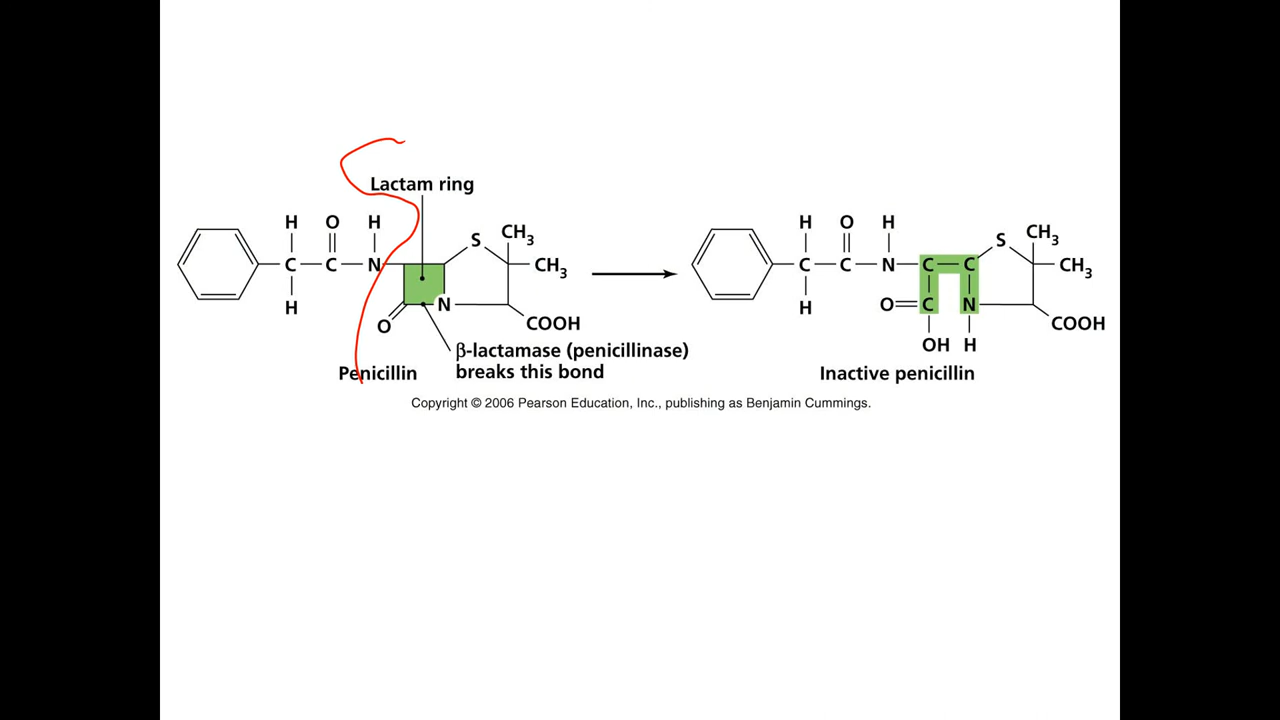 Lactam ring
H O H
S CH₃
C C N CH₃
H
O N
COOH
β-lactamase (penicillinase)
breaks this bond
Penicillin
H O H
S CH₃
C C N C C CH₃
H O C N
COOH
OH H
Inactive penicillin
Copyright © 2006 Pearson Education, Inc., publishing as Benjamin Cummings.